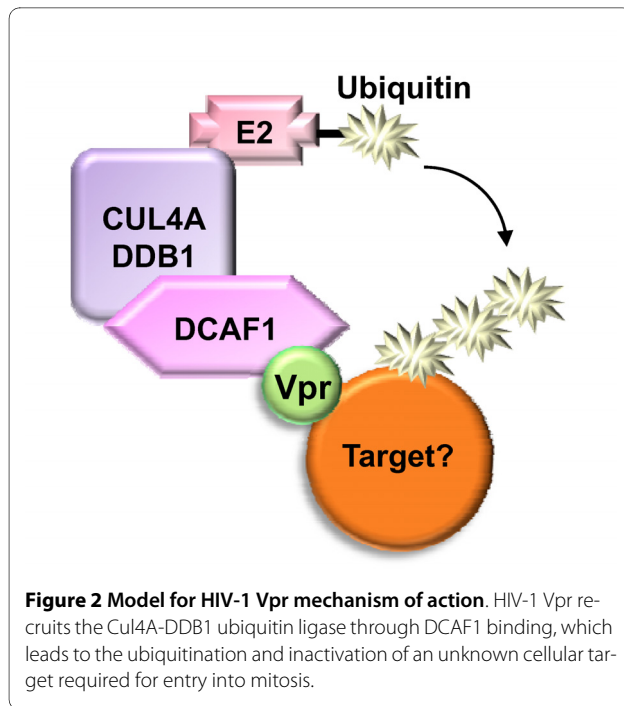 Ubiquitin
E2
CUL4A
DDB1
DCAF1
Vpr
Target?
Figure 2 Model for HIV-1 Vpr mechanism of action. HIV-1 Vpr re-
cruits the Cul4A-DDB1 ubiquitin ligase through DCAF1 binding, which
leads to the ubiquitination and inactivation of an unknown cellular tar-
get required for entry into mitosis.